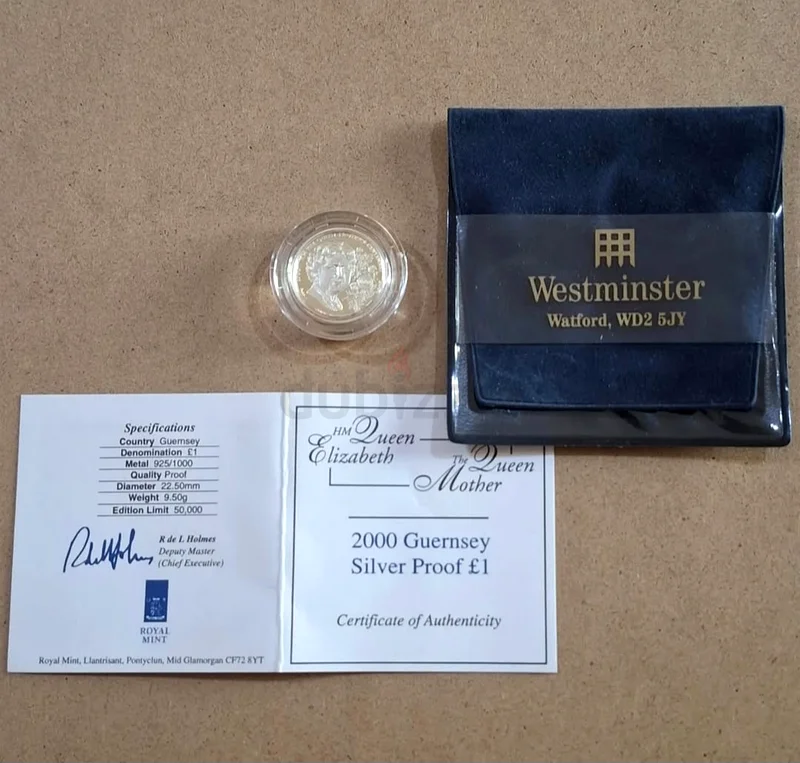 Westminster
Watford, WD2 5JY
dubiz
Specifications
Country Guernsey
Denomination £1
Metal 925/1000
Quality Proof
Diameter 22.50mm
Weight 9.50g
Edition Limit 50,000
R de L Holmes
Deputy Master
(Chief Executive)
ROYAL
MINT
Royal Mint, Llantrisant, Pontyclun, Mid Glamorgan CF72 8YT
HM Queen
Elizabeth
The Queen
Mother
2000 Guernsey
Silver Proof £1
Certificate of Authenticity